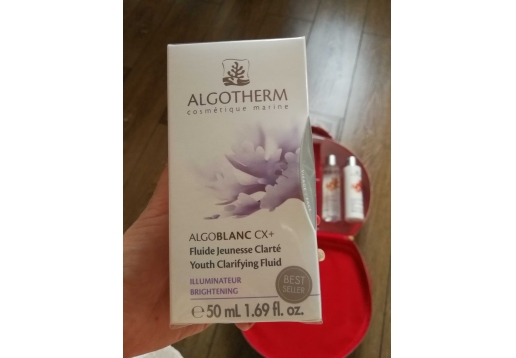 ALGOTHERM
cosmétique marine
ALGOBLANC CX+
Fluide Jeunesse Clarté
Youth Clarifying Fluid
ILLUMINATEUR
BRIGHTENING
BEST
SELLER
℮ 50 mL 1.69 fl. oz.